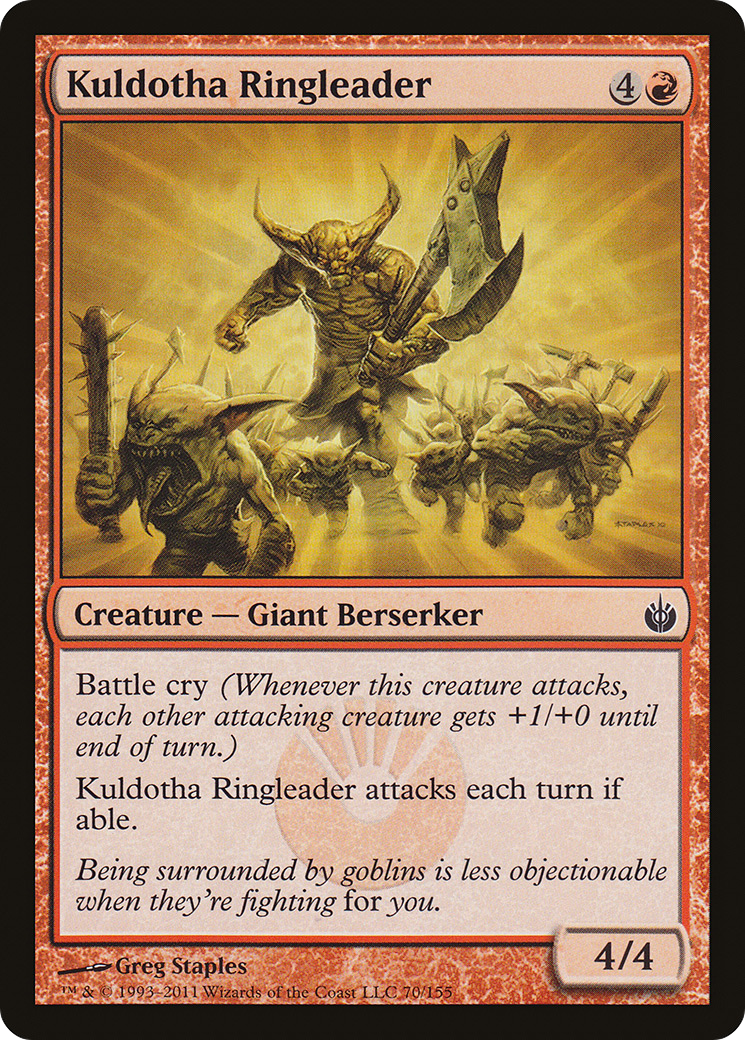 Kuldotha Ringleader 4
STAPLES 10
Creature — Giant Berserker
Battle cry (Whenever this creature attacks,
each other attacking creature gets +1/+0 until
end of turn.)
Kuldotha Ringleader attacks each turn if
able.
Being surrounded by goblins is less objectionable
when they're fighting for you.
4/4
Greg Staples
™ & © 1993–2011 Wizards of the Coast LLC 70/155